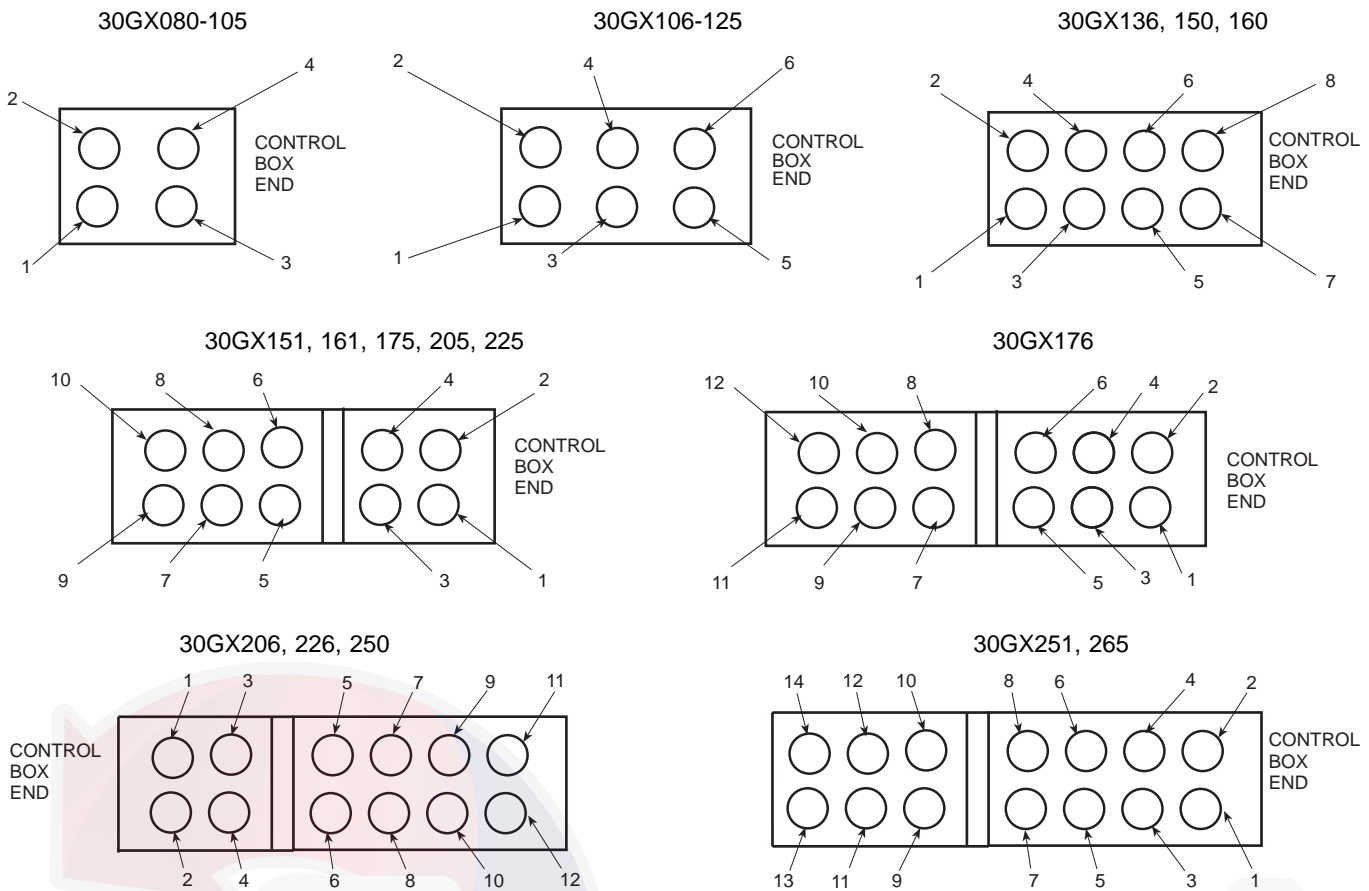 30GX080-105
2
4
CONTROL
BOX
END
1
3
30GX106-125
2
4
6
CONTROL
BOX
END
1
3
5
30GX136, 150, 160
2
4
6
8
CONTROL
BOX
END
1
3
5
7
30GX151, 161, 175, 205, 225
10
8
6
4
2
CONTROL
BOX
END
9
7
5
3
1
30GX176
12
10
8
6
4
2
CONTROL
BOX
END
11
9
7
5
3
1
30GX206, 226, 250
1
3
5
7
9
11
CONTROL
BOX
END
2
4
6
8
10
12
30GX251, 265
14
12
10
8
6
4
2
CONTROL
BOX
END
13
11
9
7
5
3
1